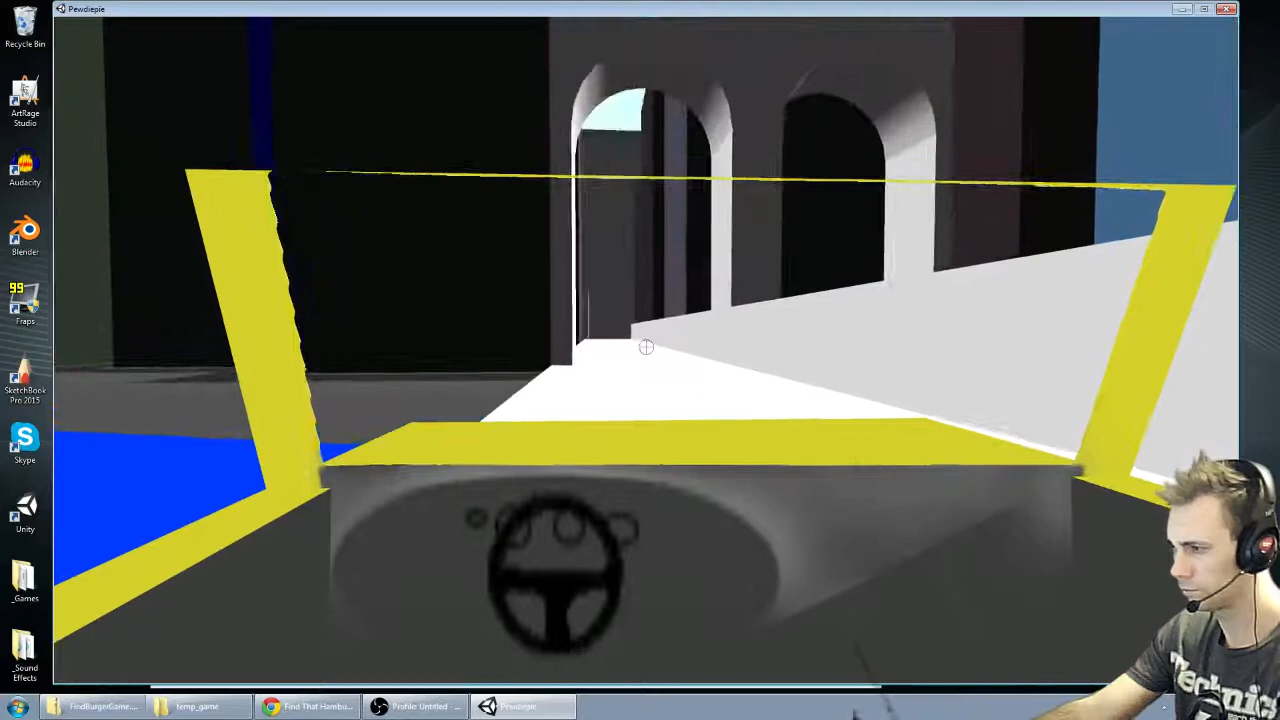 Pewdiepie
Recycle Bin
ArtRage
Studio
Audacity
Blender
99
Fraps
SketchBook
Pro 2015
Skype
Unity
_Games
_Sound
Effects
FindBurgerGame....
temp_game
Find That Hambu...
Profile: Untitled - ...
Pewdiepie
Technics